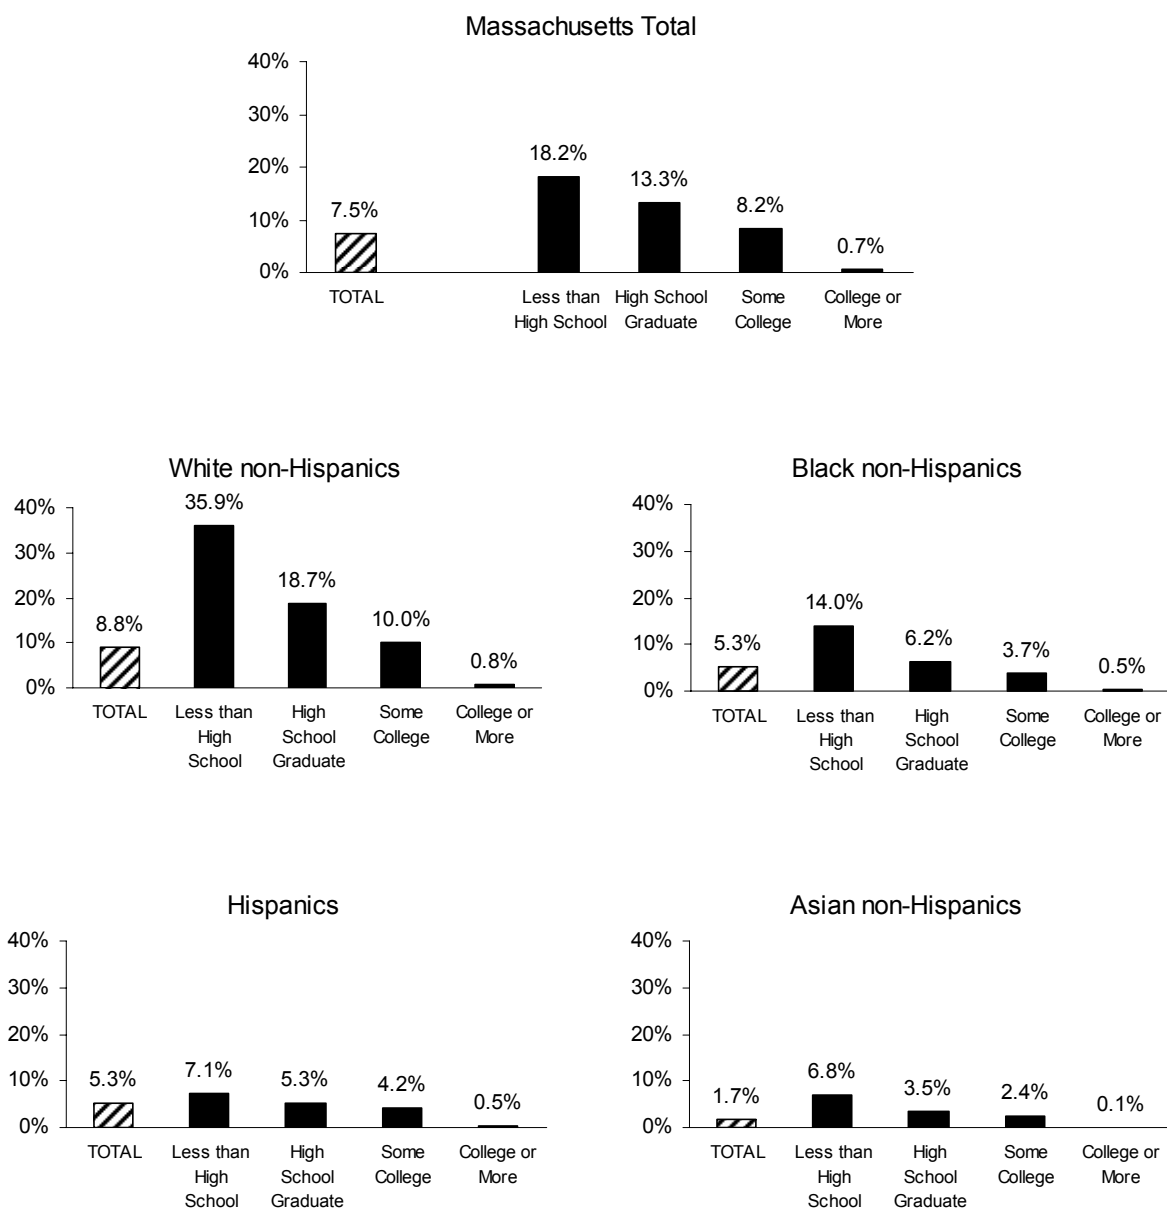 Massachusetts Total
40%
30%
20%
10%
0%
7.5%
18.2%
13.3%
8.2%
0.7%
TOTAL
Less than
High School
High School
Graduate
Some
College
College or
More
White non-Hispanics
40%
30%
20%
10%
0%
8.8%
35.9%
18.7%
10.0%
0.8%
TOTAL
Less than
High
School
High
School
Graduate
Some
College
College or
More
Black non-Hispanics
40%
30%
20%
10%
0%
5.3%
14.0%
6.2%
3.7%
0.5%
TOTAL
Less than
High
School
High
School
Graduate
Some
College
College or
More
Hispanics
40%
30%
20%
10%
0%
5.3%
7.1%
5.3%
4.2%
0.5%
TOTAL
Less than
High
School
High
School
Graduate
Some
College
College or
More
Asian non-Hispanics
40%
30%
20%
10%
0%
1.7%
6.8%
3.5%
2.4%
0.1%
TOTAL
Less than
High
School
High
School
Graduate
Some
College
College or
More